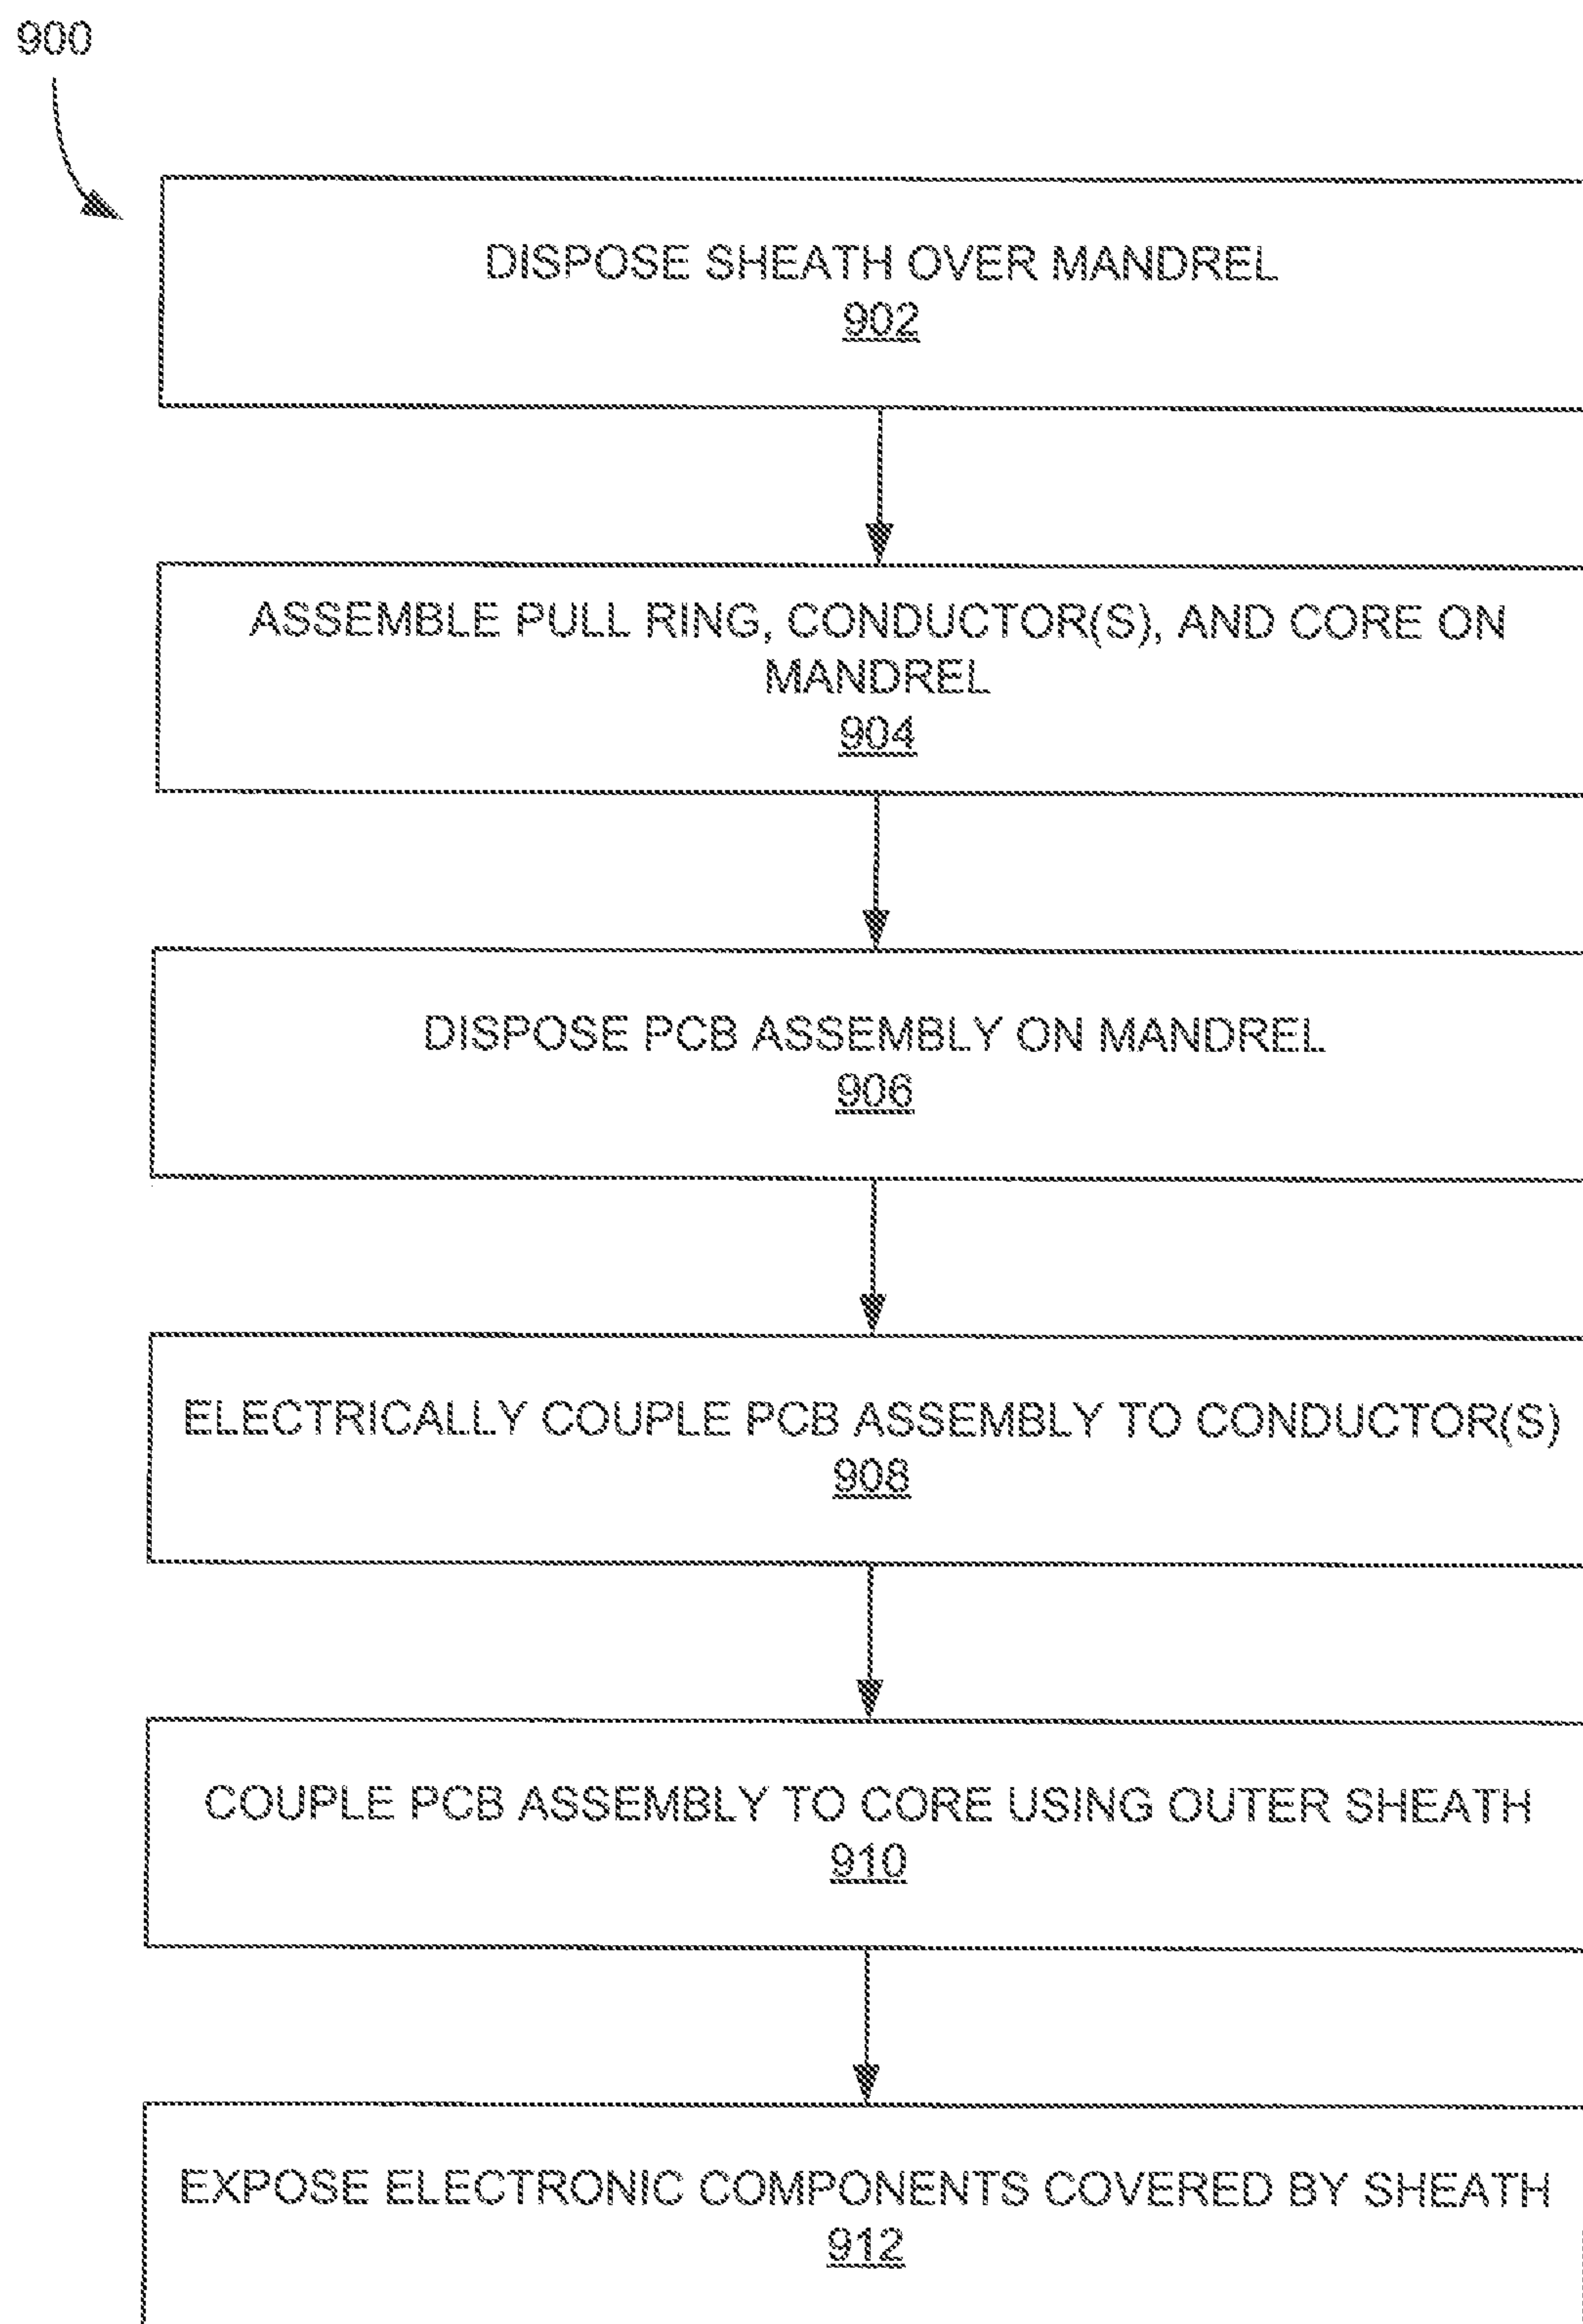 900
DISPOSE SHEATH OVER MANDREL
902
ASSEMBLE PULL RING, CONDUCTOR(S), AND CORE ON
MANDREL
904
DISPOSE PCB ASSEMBLY ON MANDREL
906
ELECTRICALLY COUPLE PCB ASSEMBLY TO CONDUCTOR(S)
908
COUPLE PCB ASSEMBLY TO CORE USING OUTER SHEATH
910
EXPOSE ELECTRONIC COMPONENTS COVERED BY SHEATH
912